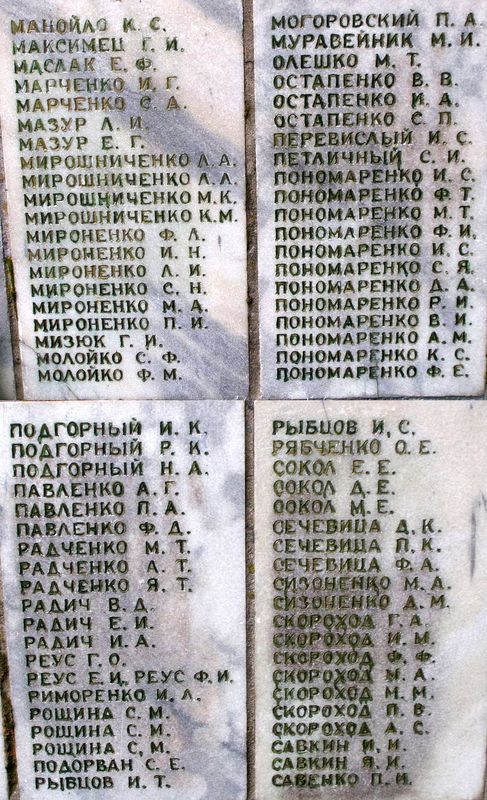 МАНОЙЛО К. С.
МАКСИМЕЦ Г. И.
МАСЛАК Е. Ф.
МАРЧЕНКО И. Г.
МАРЧЕНКО С. Д.
МАЗУР Л. И.
МАЗУР Е. Г.
МИРОШНИЧЕНКО Л. А.
МИРОШНИЧЕНКО Л. Л.
МИРОШНИЧЕНКО М.К.
МИРОШНИЧЕНКО К.М.
МИРОНЕНКО Ф. Л.
МИРОНЕНКО И. Н.
МИРОНЕНКО Л. И.
МИРОНЕНКО С. Н.
МИРОНЕНКО М. А.
МИРОНЕНКО П. И.
МИЗЮК Г. И.
МОЛОЙКО С. Ф.
МОЛОЙКО Ф. М.
МОГОРОВСКИЙ П. А.
МУРАВЕЙНИК М. И.
ОЛЕШКО М. Т.
ОСТАПЕНКО В. В.
ОСТАПЕНКО И. А.
ОСТАПЕНКО С. П.
ПЕРЕВИСЛЫЙ И. С.
ПЕТЛИЧНЫЙ С. И.
ПОНОМАРЕНКО И. С.
ПОНОМАРЕНКО Ф. Т.
ПОНОМАРЕНКО М. Т.
ПОНОМАРЕНКО Ф. И.
ПОНОМАРЕНКО И. С.
ПОНОМАРЕНКО С. Я.
ПОНОМАРЕНКО Д. А.
ПОНОМАРЕНКО Р. И.
ПОНОМАРЕНКО В. И.
ПОНОМАРЕНКО А. М.
ПОНОМАРЕНКО К. С.
ПОНОМАРЕНКО Ф. Е.
ПОДГОРНЫЙ И. К.
ПОДГОРНЫЙ Р. К.
ПОДГОРНЫЙ Н. А.
ПАВЛЕНКО А. Г.
ПАВЛЕНКО П. А.
ПАВЛЕНКО Ф. Д.
РАДЧЕНКО М. Т.
РАДЧЕНКО А. Т.
РАДЧЕНКО Я. Т.
РАДИЧ В. Д.
РАДИЧ Е. И.
РАДИЧ И. А.
РЕУС Г. О.
РЕУС Е. И, РЕУС Ф. И.
РИМОРЕНКО И. Л.
РОЩИНА С. М.
РОЩИНА С. М.
РОЩИНА С, М.
ПОДОРВАН С. Е.
РЫБЦОВ И. Т.
РЫБЦОВ И, С.
РЯБЧЕНКО О. Е.
СОКОЛ Е. Е.
СОКОЛ Д. Е.
СОКОЛ М. Е.
СЕЧЕВИЦА Д. К.
СЕЧЕВИЦА П. К.
СЕЧЕВИЦА Ф. А.
СИЗОНЕНКО М. А.
СИЗОНЕНКО Д. М.
СКОРОХОД Г. А.
СКОРОХОД И. М.
СКОРОХОД Ф. Ф.
СКОРОХОД М. А.
СКОРОХОД М. М.
СКОРОХОД П. В.
СКОРОХОД А. С.
САВКИН И, И.
САВКИН Я. И.
САВЕНКО П. И.